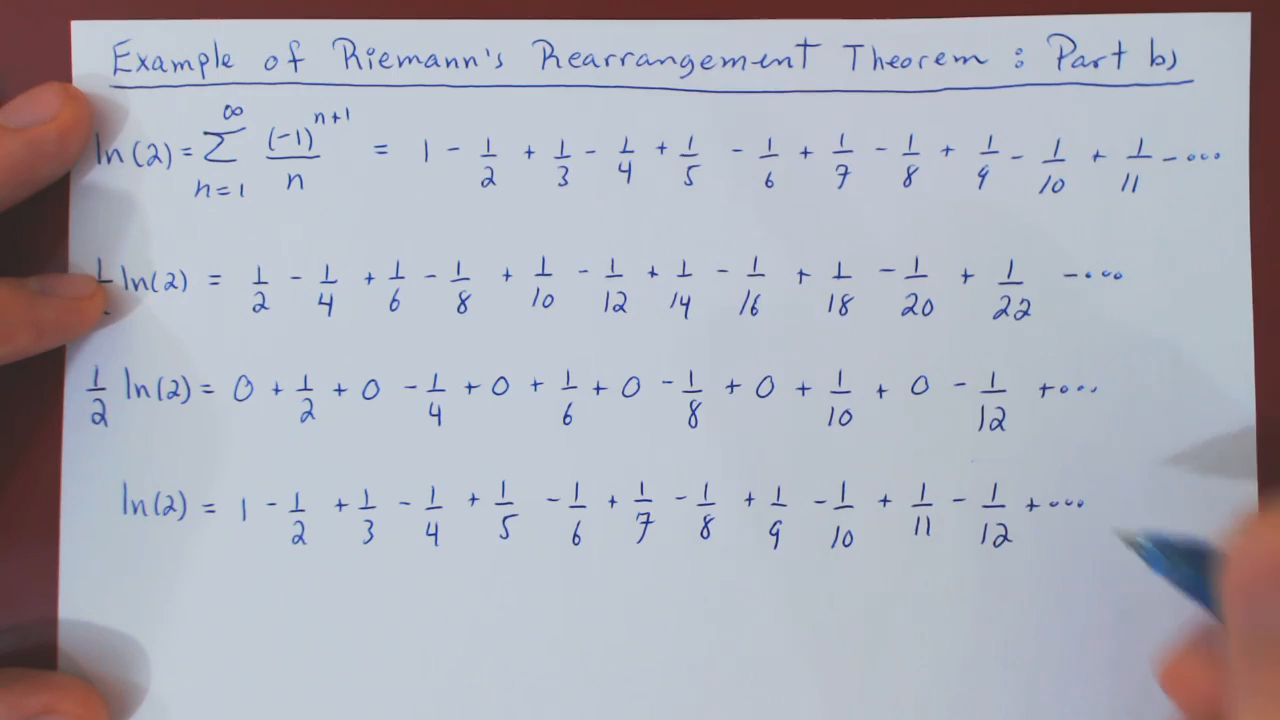 Example of Riemann's Rearrangement Theorem : Part b)
ln(2) = ∑_{n=1}^{∞} (-1)^{n+1}/n = 1 - 1/2 + 1/3 - 1/4 + 1/5 - 1/6 + 1/7 - 1/8 + 1/9 - 1/10 + 1/11 - ...
ln(2) = 1/2 - 1/4 + 1/6 - 1/8 + 1/10 - 1/12 + 1/14 - 1/16 + 1/18 - 1/20 + 1/22 - ...
1/2 ln(2) = 0 + 1/2 + 0 - 1/4 + 0 + 1/6 + 0 - 1/8 + 0 + 1/10 + 0 - 1/12 + ...
ln(2) = 1 - 1/2 + 1/3 - 1/4 + 1/5 - 1/6 + 1/7 - 1/8 + 1/9 - 1/10 + 1/11 - 1/12 + ...